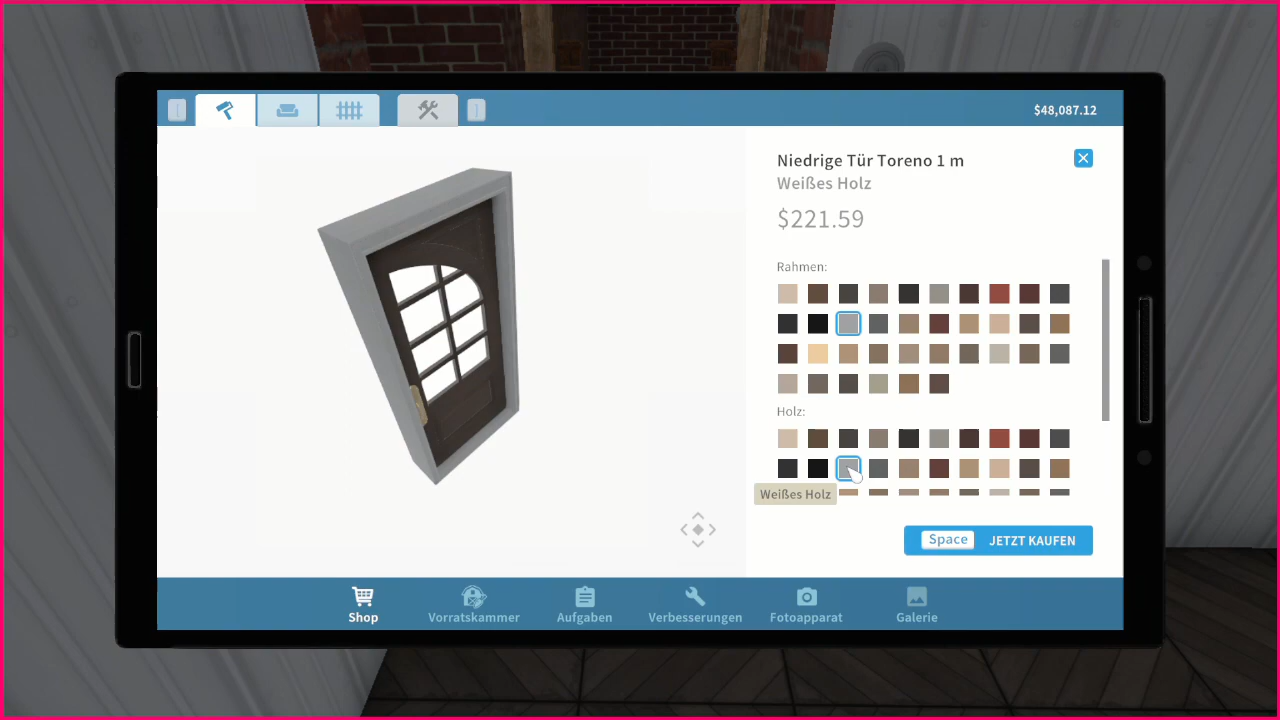 $48,087.12
Niedrige Tür Toreno 1 m
Weißes Holz
$221.59
Rahmen:
Holz:
Weißes Holz
Space JETZT KAUFEN
Shop Vorratskammer Aufgaben Verbesserungen Fotoapparat Galerie